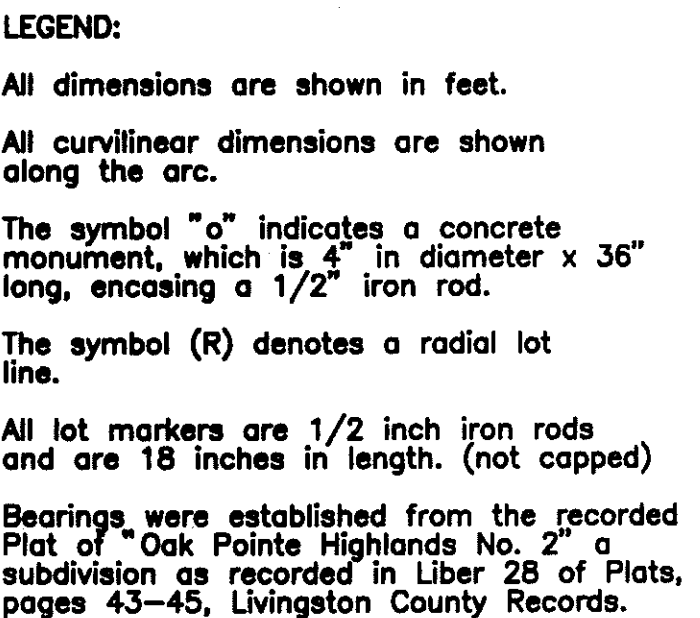 LEGEND:
All dimensions are shown in feet.
All curvilinear dimensions are shown
along the arc.
The symbol "o" indicates a concrete
monument, which is 4" in diameter x 36"
long, encasing a 1/2" iron rod.
The symbol (R) denotes a radial lot
line.
All lot markers are 1/2 inch iron rods
and are 18 inches in length. (not capped)
Bearings were established from the recorded
Plat of "Oak Pointe Highlands No. 2" a
subdivision as recorded in Liber 28 of Plats,
pages 43–45, Livingston County Records.